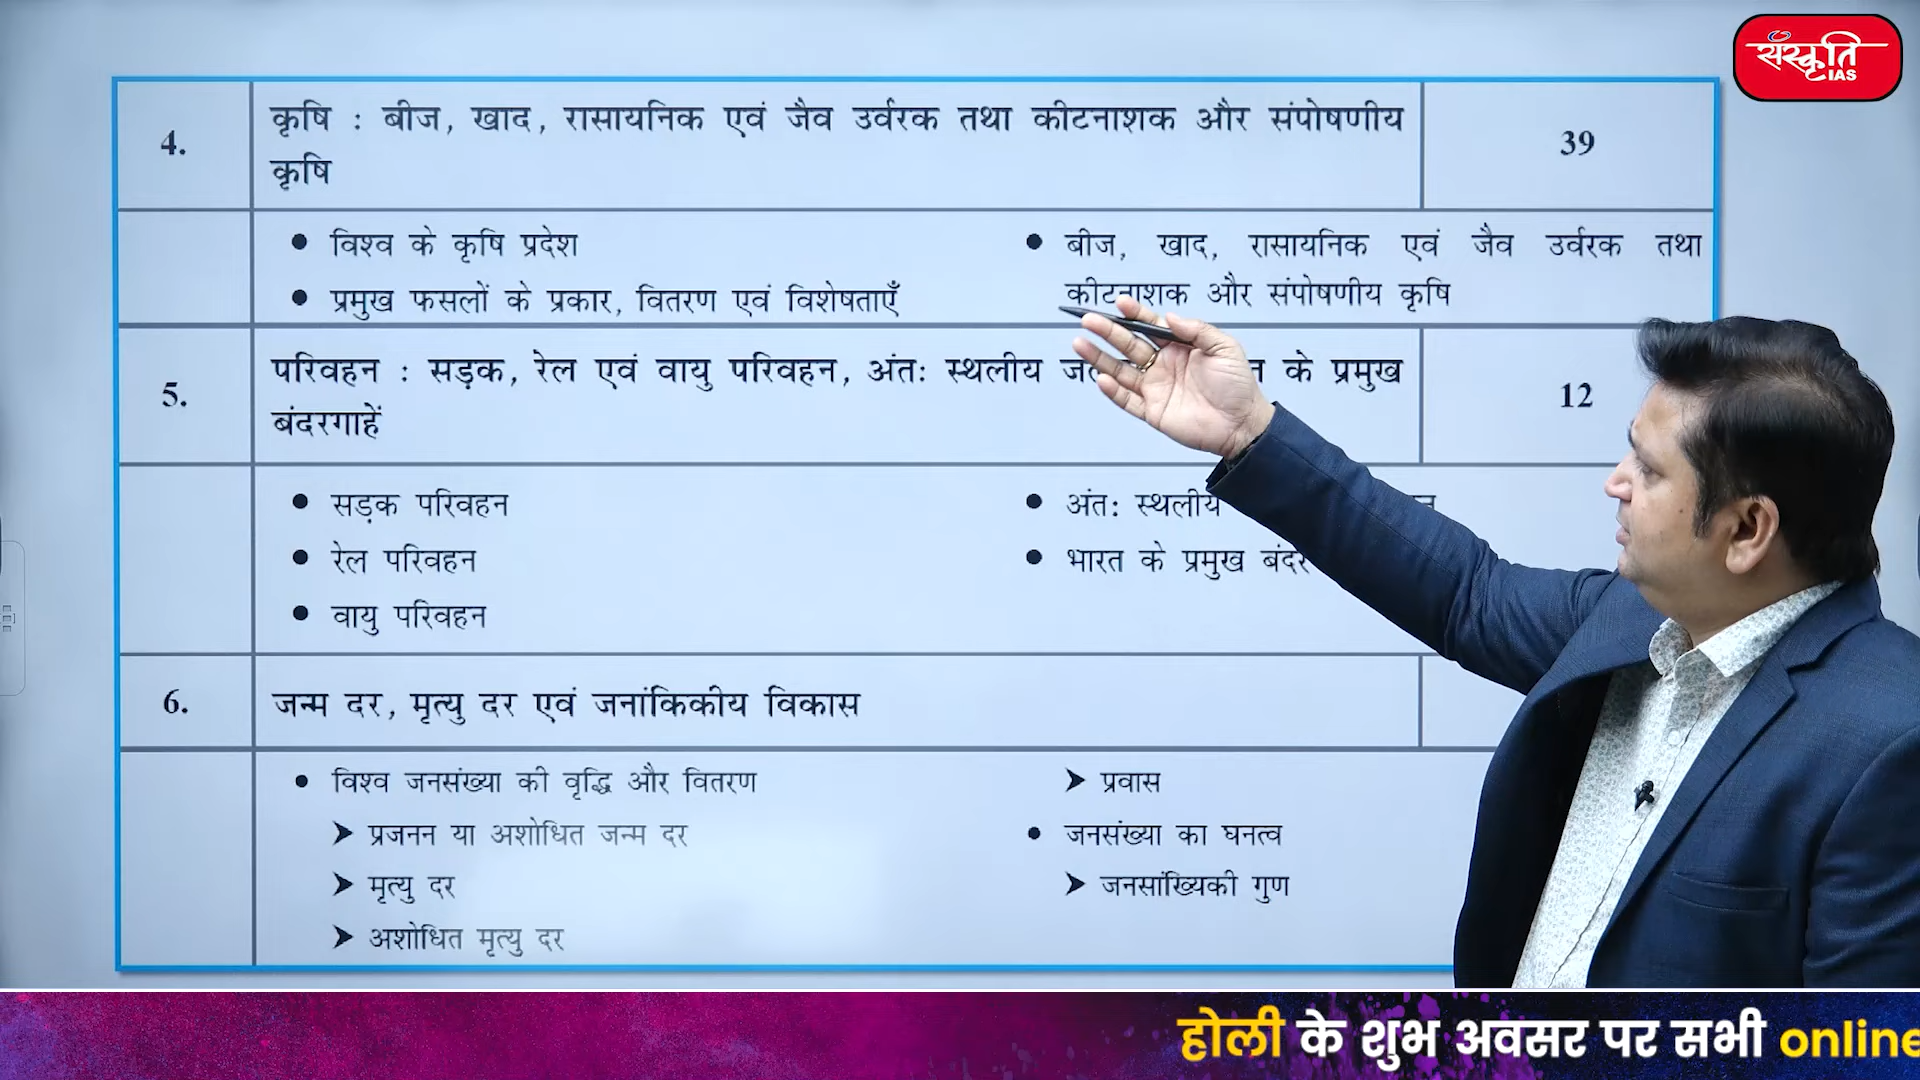 संस्कृति
IAS
4.
कृषि : बीज, खाद, रासायनिक एवं जैव उर्वरक तथा कीटनाशक और संपोषणीय
कृषि
39
• विश्व के कृषि प्रदेश
• प्रमुख फसलों के प्रकार, वितरण एवं विशेषताएँ
• बीज, खाद, रासायनिक एवं जैव उर्वरक तथा
कीटनाशक और संपोषणीय कृषि
5.
परिवहन : सड़क, रेल एवं वायु परिवहन, अंतः स्थलीय के प्रमुख
बंदरगाहें
12
• सड़क परिवहन
• रेल परिवहन
• वायु परिवहन
• अंतः स्थलीय
• भारत के प्रमुख
6.
जन्म दर, मृत्यु दर एवं जनांकिकीय विकास
• विश्व जनसंख्या की वृद्धि और वितरण
➤ प्रजनन या अशोधित जन्म दर
➤ मृत्यु दर
➤ अशोधित मृत्यु दर
➤ प्रवास
• जनसंख्या का घनत्व
➤ जनसांख्यिकी गुण
होली के शुभ अवसर पर सभी online